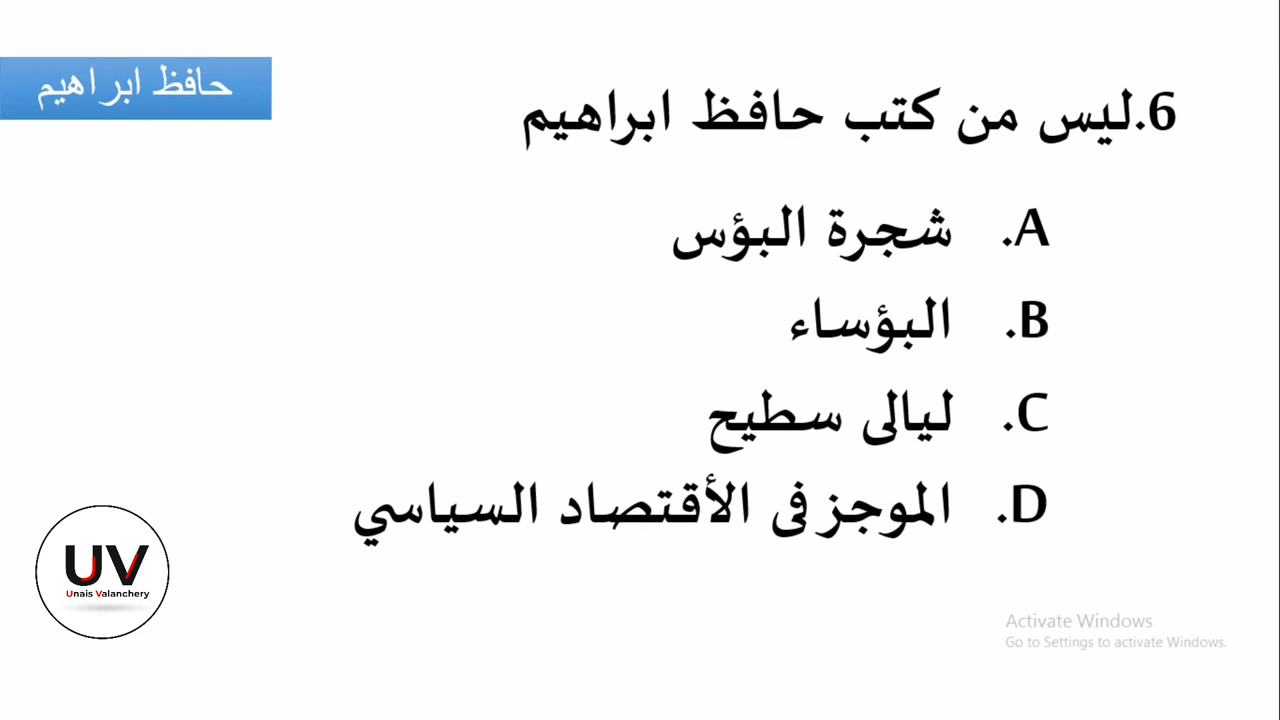 حافظ ابراهيم
6.ليس من كتب حافظ ابراهيم
A. شجرة البؤس
B. البؤساء
C. ليالى سطيح
D. الموجز فى الأقتصاد السياسي
UV
Unais Valanchery
Activate Windows
Go to Settings to activate Windows.